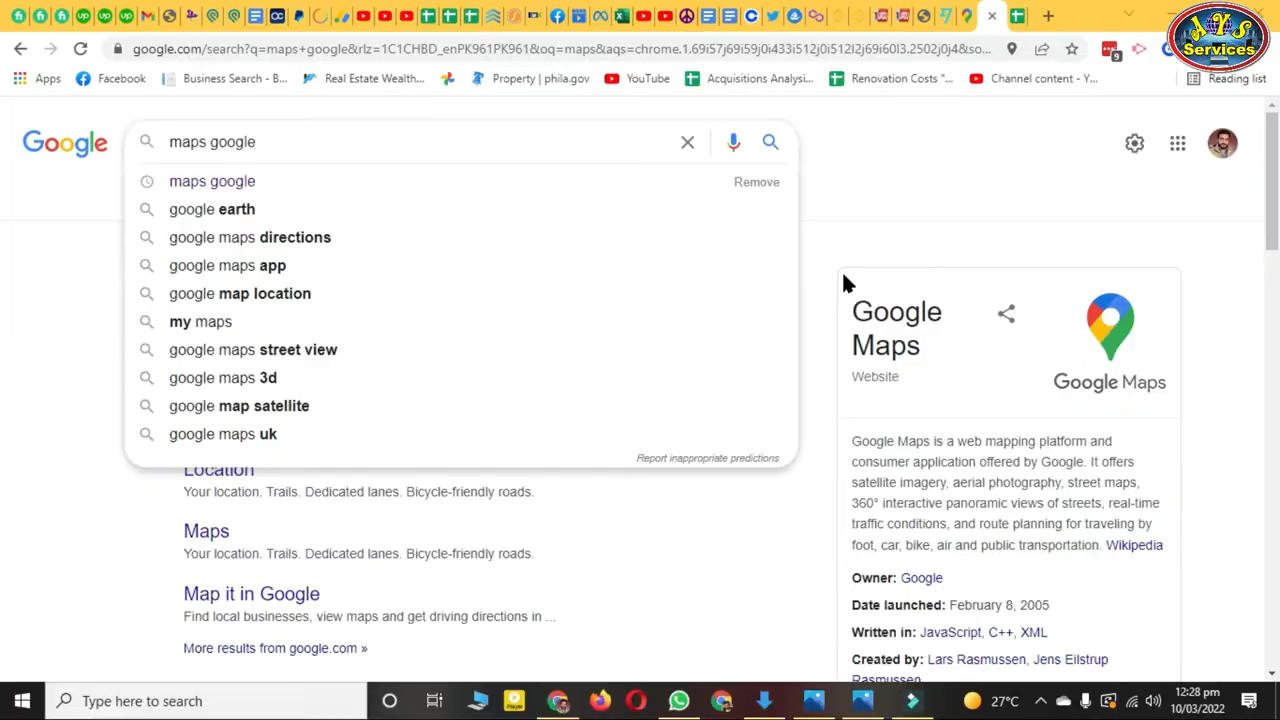 AYS
Services
google.com/search?q=maps+google&rlz=1C1CHBD_enPK961PK961&oq=maps&aqs=chrome.1.69i57j69i59j0i433i512j0i512l2j69i60l3.2502j0j4&so...
9
Apps
Facebook
Business Search - B...
Real Estate Wealth...
Property | phila.gov
YouTube
Acquisitions Analysi...
Renovation Costs "...
Channel content - Y...
Reading list
Google
maps google
maps google
Remove
google earth
google maps directions
google maps app
google map location
my maps
google maps street view
google maps 3d
google map satellite
google maps uk
Report inappropriate predictions
Location
Your location. Trails. Dedicated lanes. Bicycle-friendly roads.
Maps
Your location. Trails. Dedicated lanes. Bicycle-friendly roads.
Map it in Google
Find local businesses, view maps and get driving directions in ...
More results from google.com »
Google
Maps
Website
Google Maps
Google Maps is a web mapping platform and
consumer application offered by Google. It offers
satellite imagery, aerial photography, street maps,
360° interactive panoramic views of streets, real-time
traffic conditions, and route planning for traveling by
foot, car, bike, air and public transportation. Wikipedia
Owner: Google
Date launched: February 8, 2005
Written in: JavaScript, C++, XML
Created by: Lars Rasmussen, Jens Eilstrup
Rasmussen
Type here to search
27°C
12:28 pm
10/03/2022